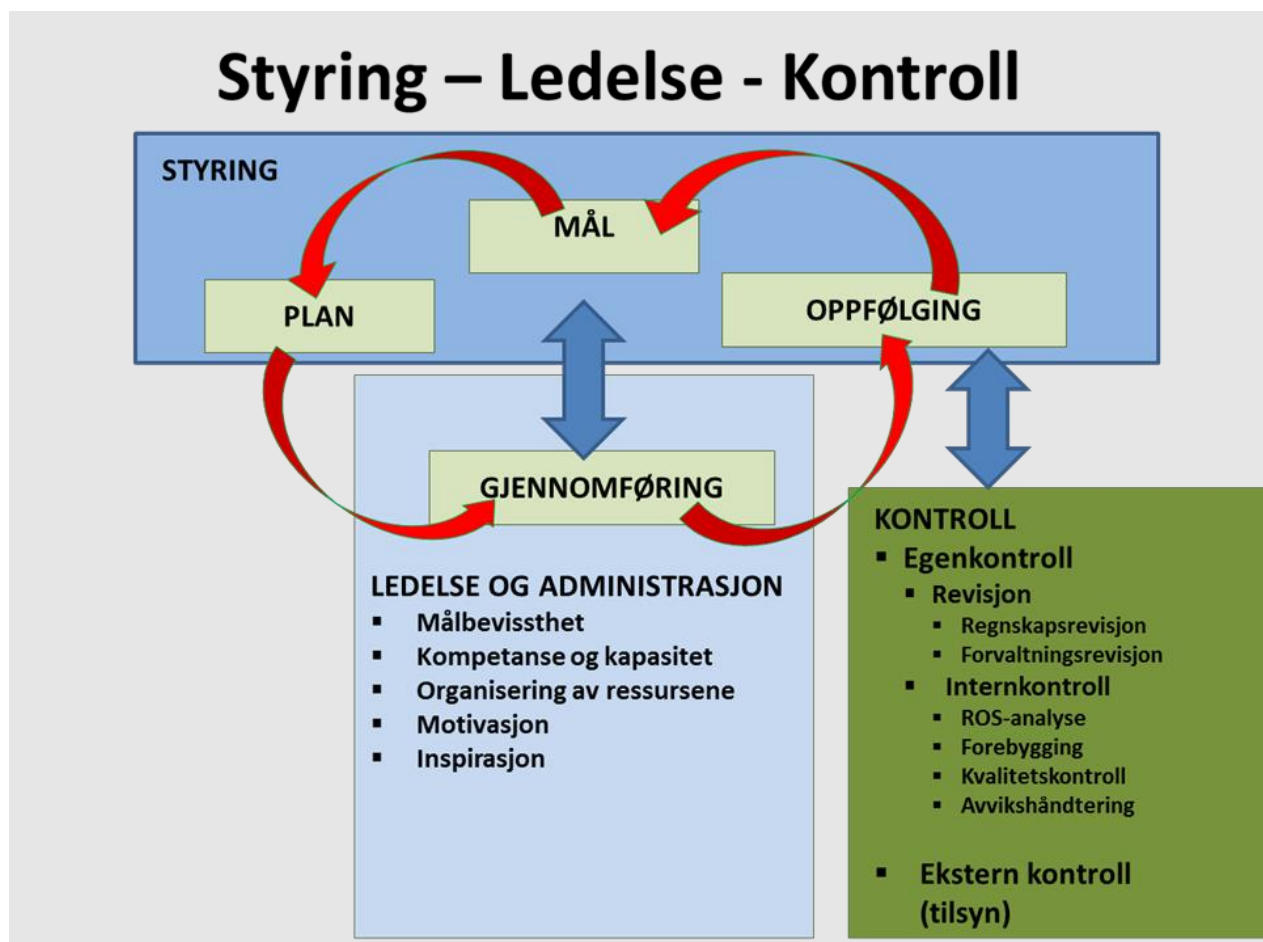 Styring – Ledelse - Kontroll
STYRING
MÅL
PLAN
OPPFØLGING
GJENNOMFØRING
LEDELSE OG ADMINISTRASJON
▪ Målbevissthet
▪ Kompetanse og kapasitet
▪ Organisering av ressursene
▪ Motivasjon
▪ Inspirasjon
KONTROLL
▪ Egenkontroll
▪ Revisjon
▪ Regnskapsrevisjon
▪ Forvaltningsrevisjon
▪ Internkontroll
▪ ROS-analyse
▪ Forebygging
▪ Kvalitetskontroll
▪ Avvikshåndtering
▪ Ekstern kontroll
(tilsyn)